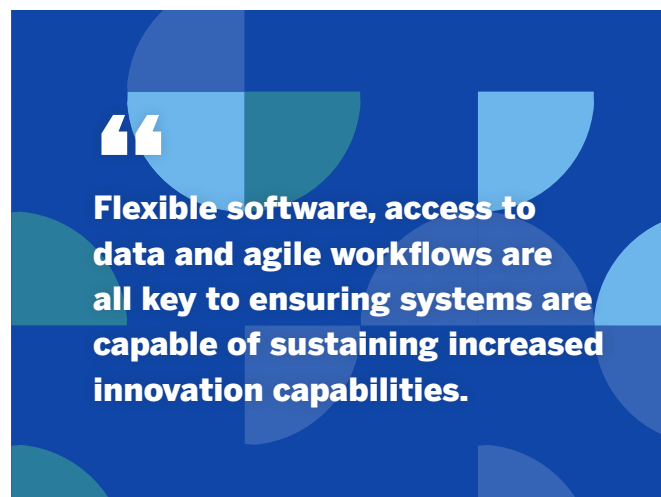 “
Flexible software, access to
data and agile workflows are
all key to ensuring systems are
capable of sustaining increased
innovation capabilities.